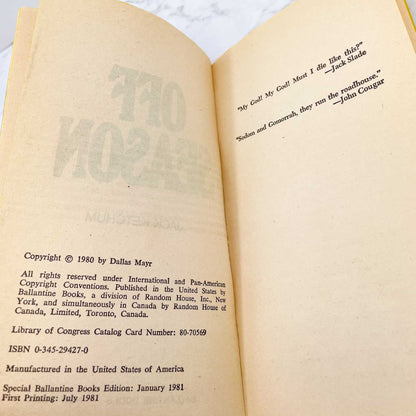 OFF
SEASON
JACK KETCHUM
Copyright © 1980 by Dallas Mayr
All rights reserved under International and Pan-American
Copyright Conventions. Published in the United States by
Ballantine Books, a division of Random House, Inc., New
York, and simultaneously in Canada by Random House of
Canada, Limited, Toronto, Canada.
Library of Congress Catalog Card Number: 80-70569
ISBN 0-345-29427-0
Manufactured in the United States of America
Special Ballantine Books Edition: January 1981
First Printing: July 1981
"My God! My God! Must I die like this?"
—Jack Slade
"Sodom and Gomorrah, they run the roadhouse."
—John Cougar